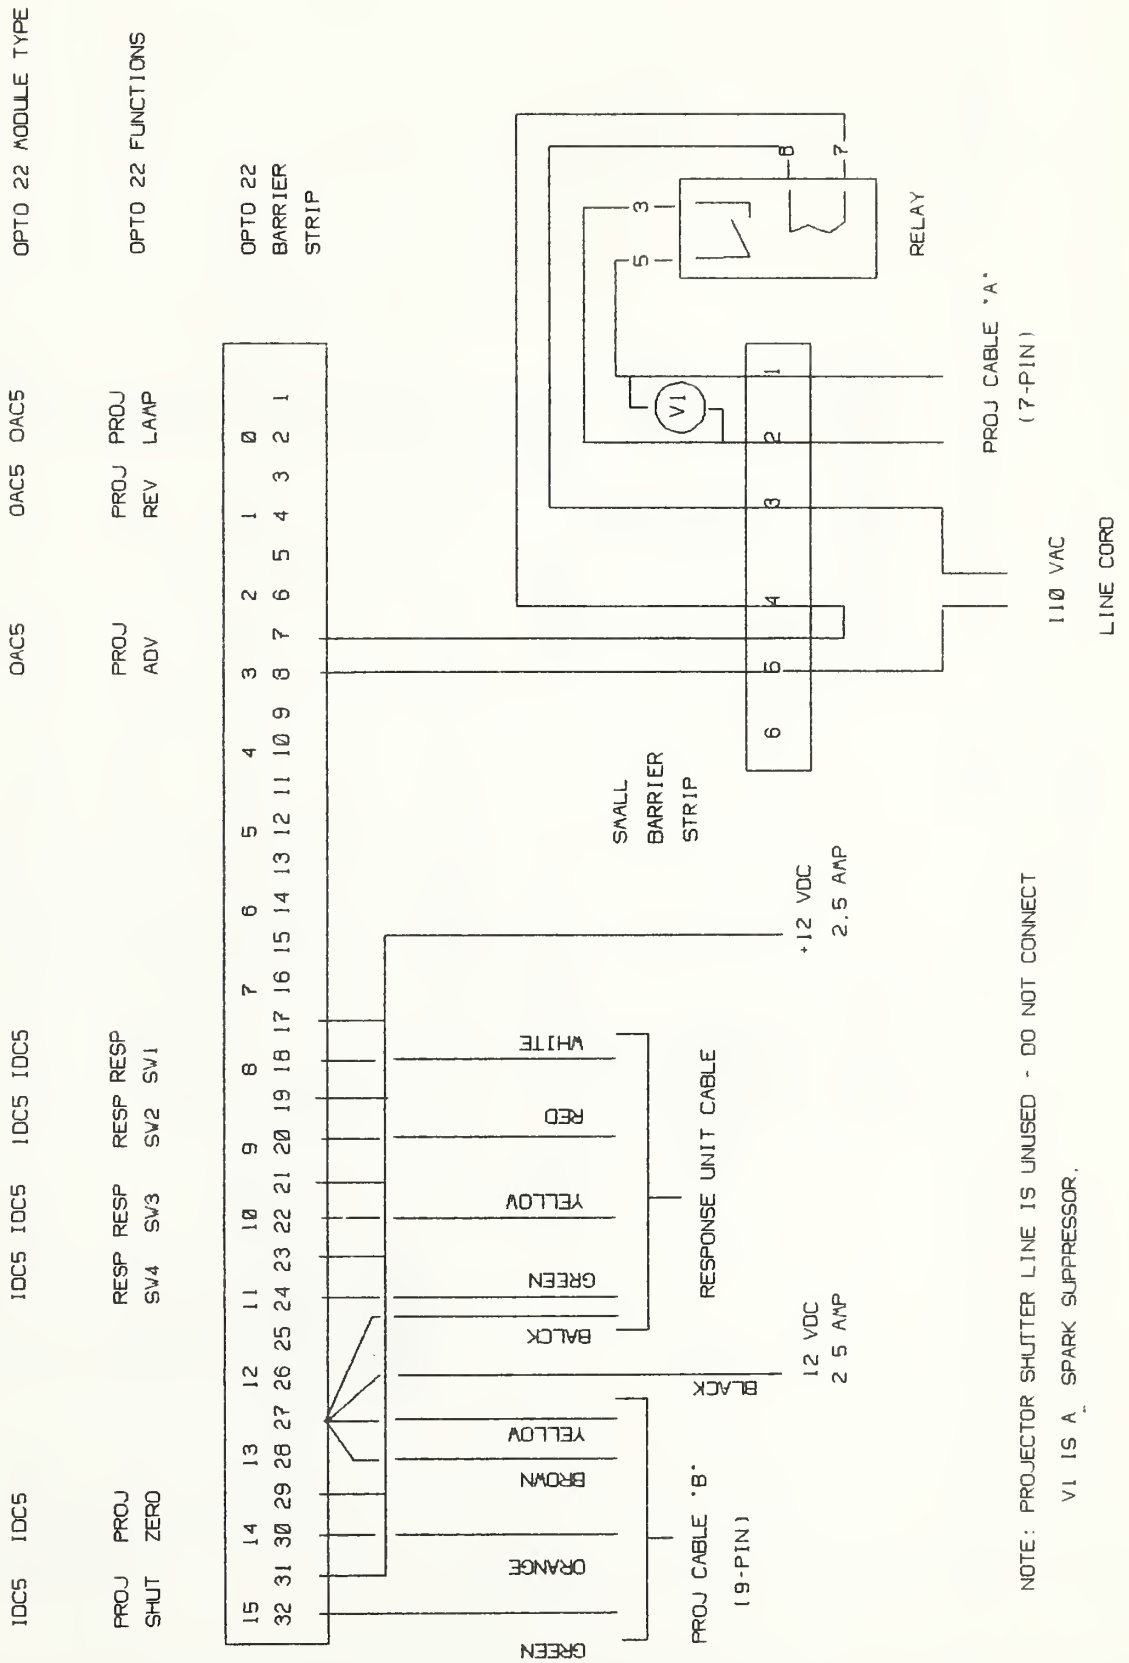 IDC5 IDC5 IDC5 IDC5 IDC5 IDC5 OAC5 OAC5 OAC5 OPTO 22 MODULE TYPE
PROJ PROJ RESP RESP RESP RESP PROJ PROJ PROJ
SHUT ZERO SW4 SW3 SW2 SW1 ADV REV LAMP
OPTO 22 FUNCTIONS
15 14 13 12 11 10 9 8 7 6 5 4 3 2 1 0
32 31 30 29 28 27 26 25 24 23 22 21 20 19 18 17 16 15 14 13 12 11 10 9 8 7 6 5 4 3 2 1
OPTO 22
BARRIER
STRIP
GREEN
ORANGE
BROWN
YELLOW
BLACK
BALCK
GREEN
YELLOW
RED
WHITE
PROJ CABLE "B"
(9-PIN)
12 VDC
2 5 AMP
RESPONSE UNIT CABLE
+12 VDC
2.5 AMP
SMALL
BARRIER
STRIP
6 5 4 3 2 1
V1
5 3
8
7
RELAY
110 VAC
LINE CORD
PROJ CABLE "A"
(7-PIN)
NOTE: PROJECTOR SHUTTER LINE IS UNUSED - DO NOT CONNECT
V1 IS A SPARK SUPPRESSOR.